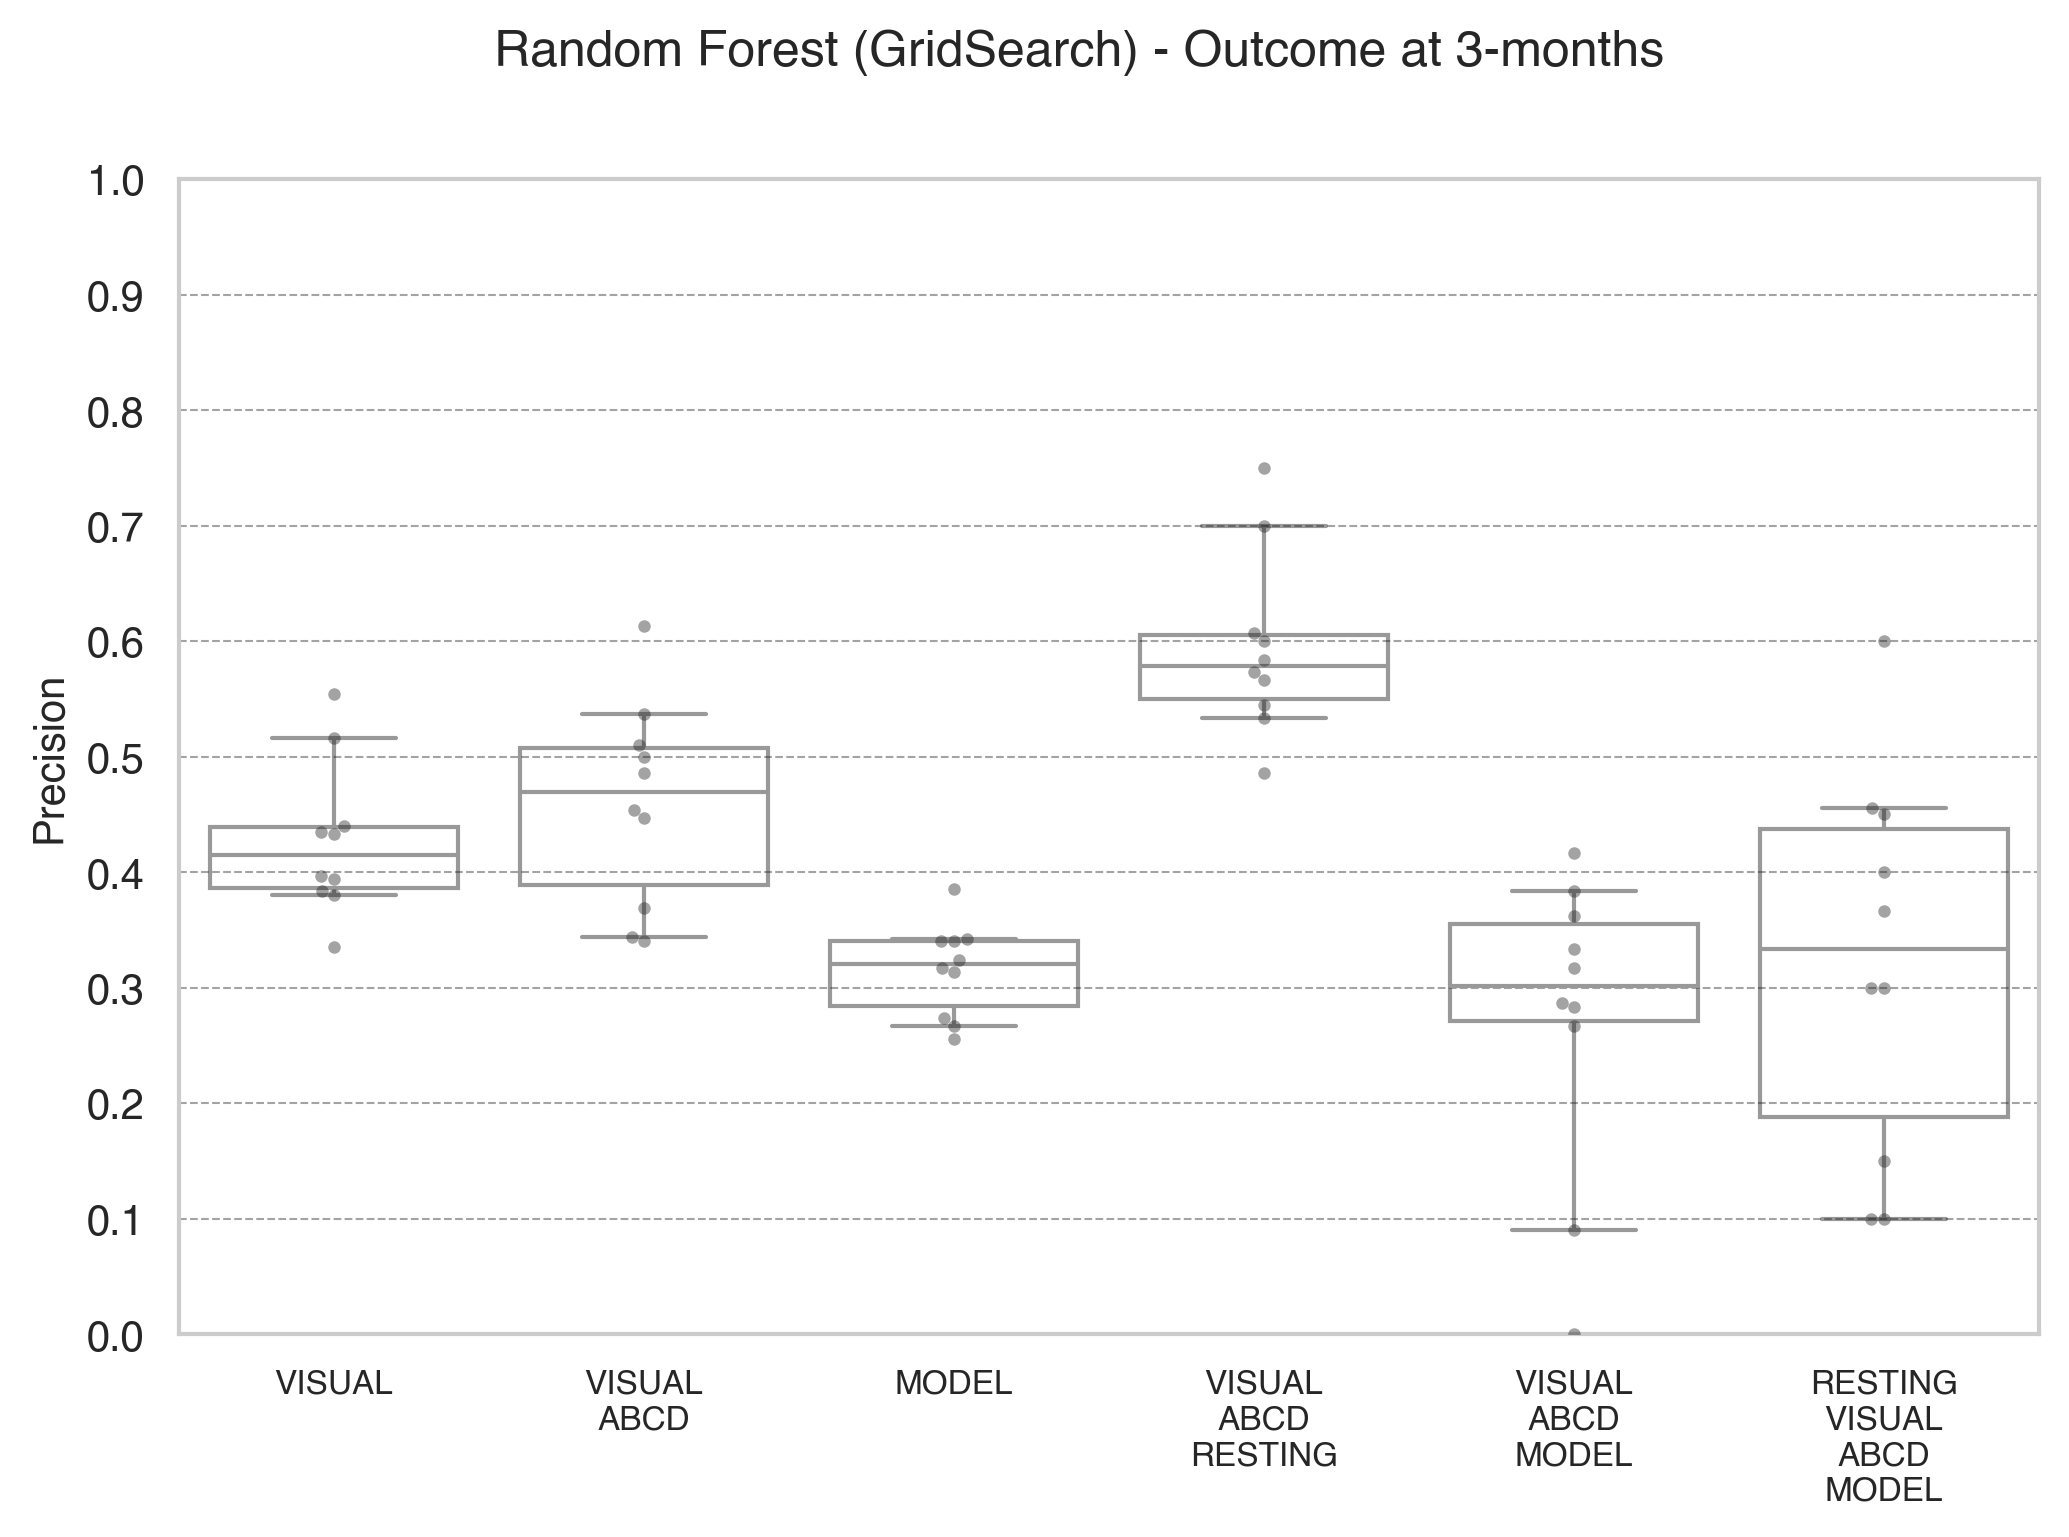 Random Forest (GridSearch) - Outcome at 3-months
1.0
0.9
0.8
0.7
0.6
0.5
0.4
0.3
0.2
0.1
0.0
Precision
VISUAL
VISUAL
ABCD
MODEL
VISUAL
ABCD
RESTING
VISUAL
ABCD
MODEL
RESTING
VISUAL
ABCD
MODEL